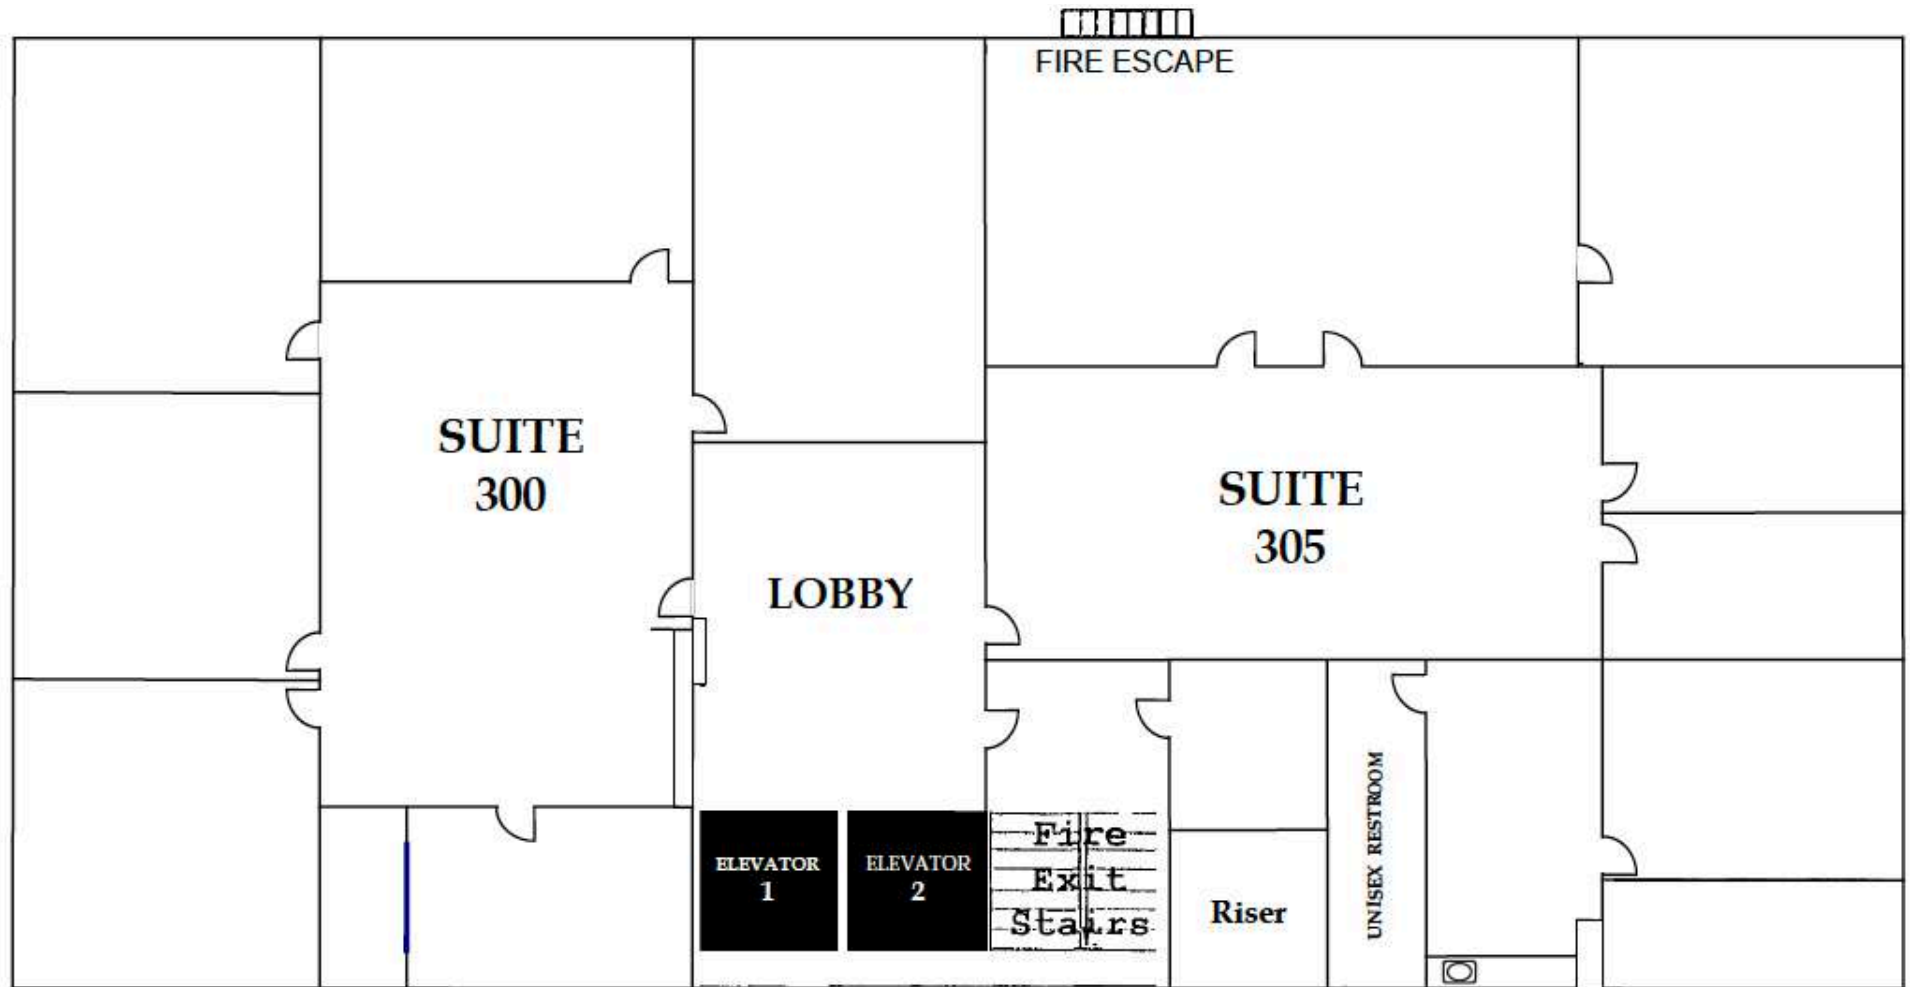 FIRE ESCAPE
SUITE
300
SUITE
305
LOBBY
ELEVATOR
1
ELEVATOR
2
Fire
Exit
Stairs
Riser
UNISEX RESTROOM